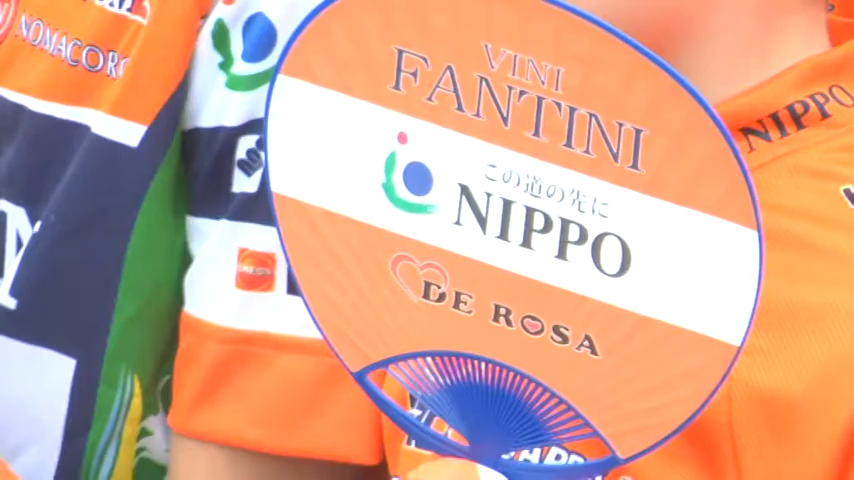 NOMACORC
VINI
FANTINI
この道の先に
NIPPO
DE ROSA
NIPPO